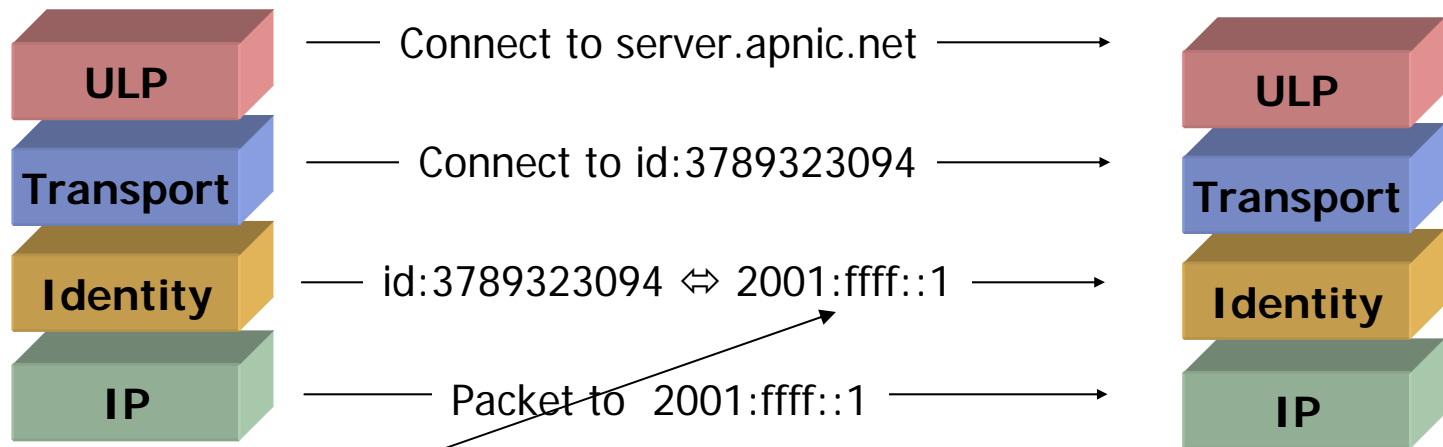 ULP Connect to server.apnic.net ULP
Transport Connect to id:3789323094 Transport
Identity id:3789323094 ⬄ 2001:ffff::1 Identity
IP Packet to 2001:ffff::1 IP